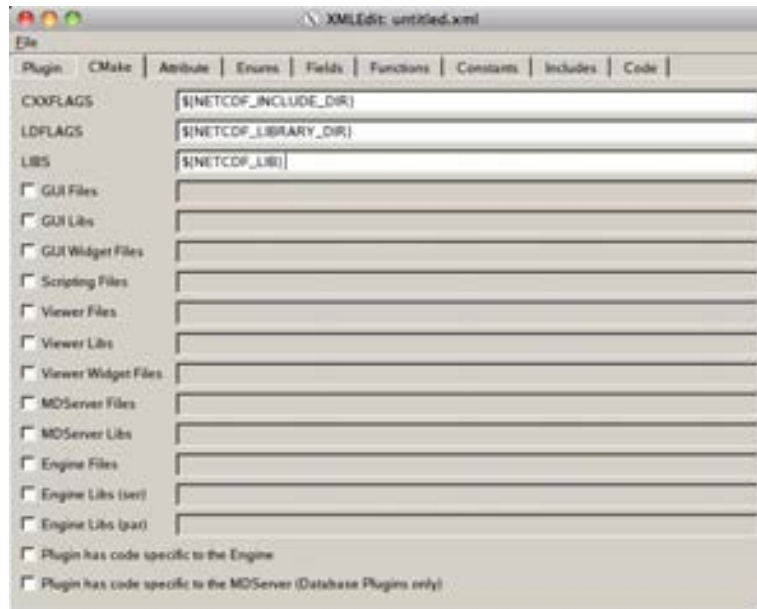 XMLEdit: untitled.xml
File
Plugin CMake Attribute Enums Fields Functions Constants Includes Code
CXXFLAGS ${NETCDF_INCLUDE_DIR}
LDFLAGS ${NETCDF_LIBRARY_DIR}
LIBS ${NETCDF_LIB}
GUI Files
GUI Libs
GUI Widget Files
Scripting Files
Viewer Files
Viewer Libs
Viewer Widget Files
MDServer Files
MDServer Libs
Engine Files
Engine Libs (ser)
Engine Libs (par)
Plugin has code specific to the Engine
Plugin has code specific to the MDServer (Database Plugins only)